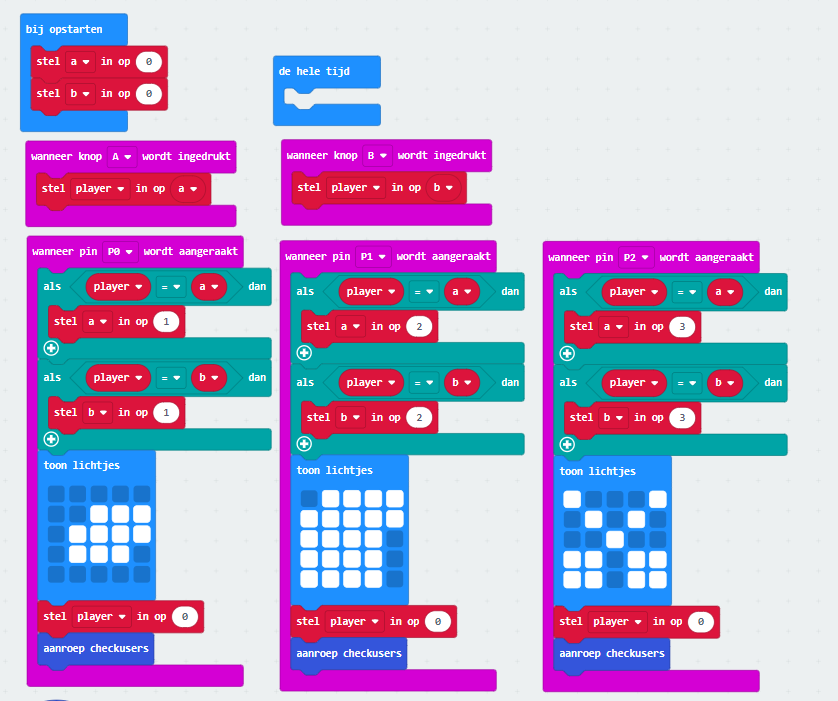 bij opstarten
stel a in op 0
stel b in op 0
de hele tijd
wanneer knop A wordt ingedrukt
stel player in op a
wanneer knop B wordt ingedrukt
stel player in op b
wanneer pin P0 wordt aangeraakt
als player = a dan
stel a in op 1
als player = b dan
stel b in op 1
toon lichtjes
stel player in op 0
aanroep checkusers
wanneer pin P1 wordt aangeraakt
als player = a dan
stel a in op 2
als player = b dan
stel b in op 2
toon lichtjes
stel player in op 0
aanroep checkusers
wanneer pin P2 wordt aangeraakt
als player = a dan
stel a in op 3
als player = b dan
stel b in op 3
toon lichtjes
stel player in op 0
aanroep checkusers